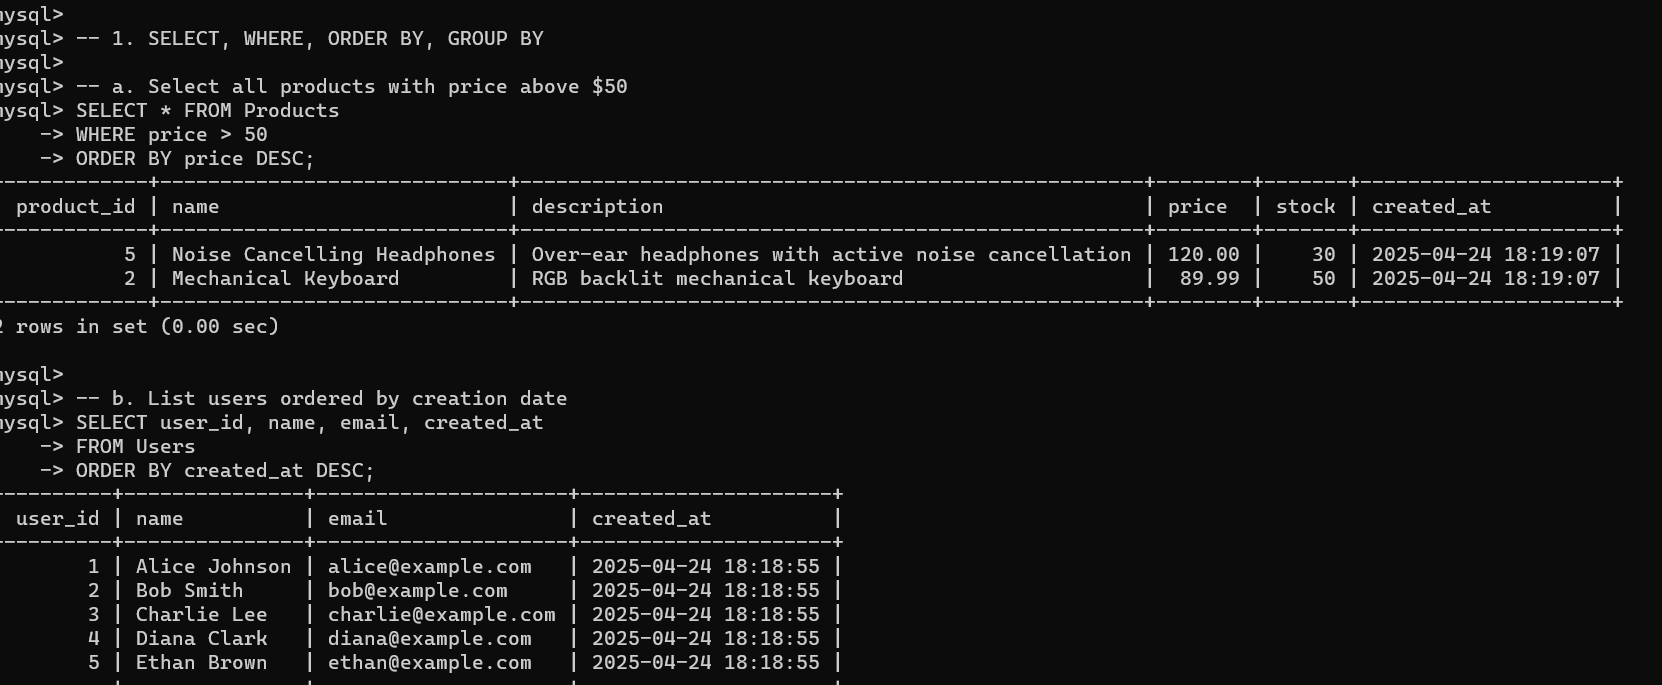 mysql>
mysql> -- 1. SELECT, WHERE, ORDER BY, GROUP BY
mysql>
mysql> -- a. Select all products with price above $50
mysql> SELECT * FROM Products
    -> WHERE price > 50
    -> ORDER BY price DESC;
------------+-----------------------------+----------------------------------------------------+--------+-------+---------------------+
 product_id | name                        | description                                        | price  | stock | created_at          |
------------+-----------------------------+----------------------------------------------------+--------+-------+---------------------+
          5 | Noise Cancelling Headphones | Over-ear headphones with active noise cancellation | 120.00 |    30 | 2025-04-24 18:19:07 |
          2 | Mechanical Keyboard         | RGB backlit mechanical keyboard                    |  89.99 |    50 | 2025-04-24 18:19:07 |
------------+-----------------------------+----------------------------------------------------+--------+-------+---------------------+
2 rows in set (0.00 sec)
mysql>
mysql> -- b. List users ordered by creation date
mysql> SELECT user_id, name, email, created_at
    -> FROM Users
    -> ORDER BY created_at DESC;
---------+---------------+---------------------+---------------------+
 user_id | name          | email               | created_at          |
---------+---------------+---------------------+---------------------+
       1 | Alice Johnson | alice@example.com   | 2025-04-24 18:18:55 |
       2 | Bob Smith     | bob@example.com     | 2025-04-24 18:18:55 |
       3 | Charlie Lee   | charlie@example.com | 2025-04-24 18:18:55 |
       4 | Diana Clark   | diana@example.com   | 2025-04-24 18:18:55 |
       5 | Ethan Brown   | ethan@example.com   | 2025-04-24 18:18:55 |